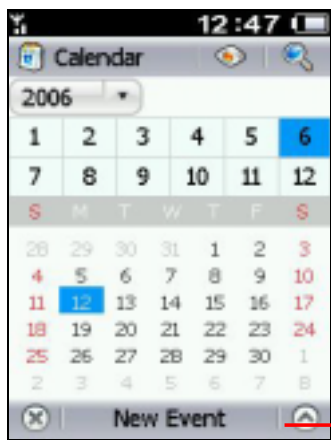 12:47
Calendar
2006
1 2 3 4 5 6
7 8 9 10 11 12
S M T W T F S
28 29 30 31 1 2 3
4 5 6 7 8 9 10
11 12 13 14 15 16 17
18 19 20 21 22 23 24
25 26 27 28 29 30 1
2 3 4 5 6 7 8
New Event